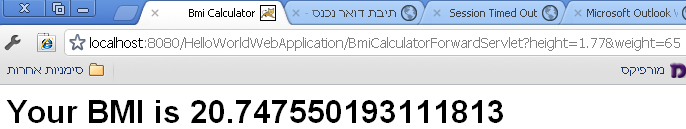 Bmi Calculator
תיבת דואר נכנס -
Session Timed Out
Microsoft Outlook
localhost:8080/HelloWorldWebApplication/BmiCalculatorForwardServlet?height=1.77&weight=65
סימניות אחרות
מורפיקס
Your BMI is 20.747550193111813